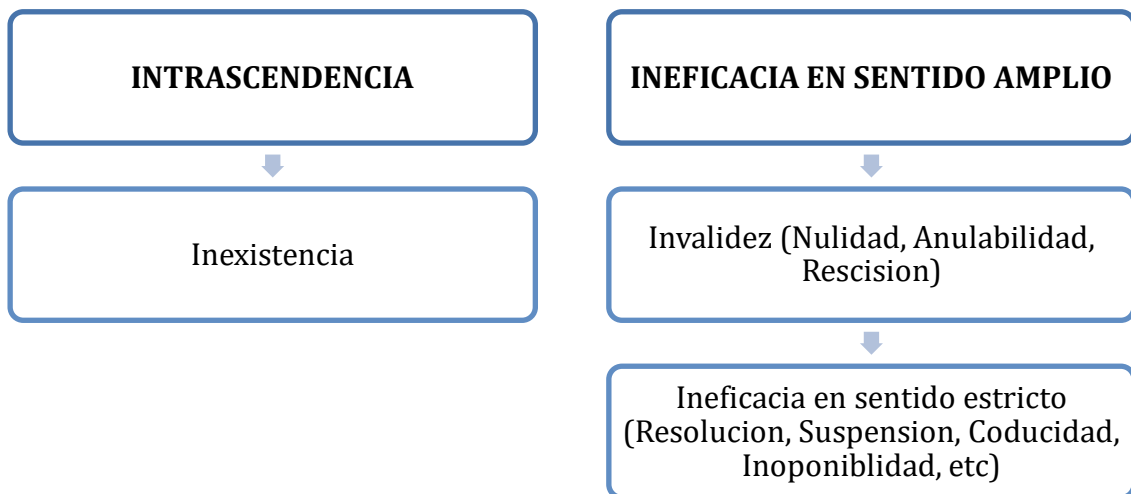 INTRASCENDENCIA
Inexistencia
INEFICACIA EN SENTIDO AMPLIO
Invalidez (Nulidad, Anulabilidad,
Rescision)
Ineficacia en sentido estricto
(Resolucion, Suspension, Coducidad,
Inoponiblidad, etc)